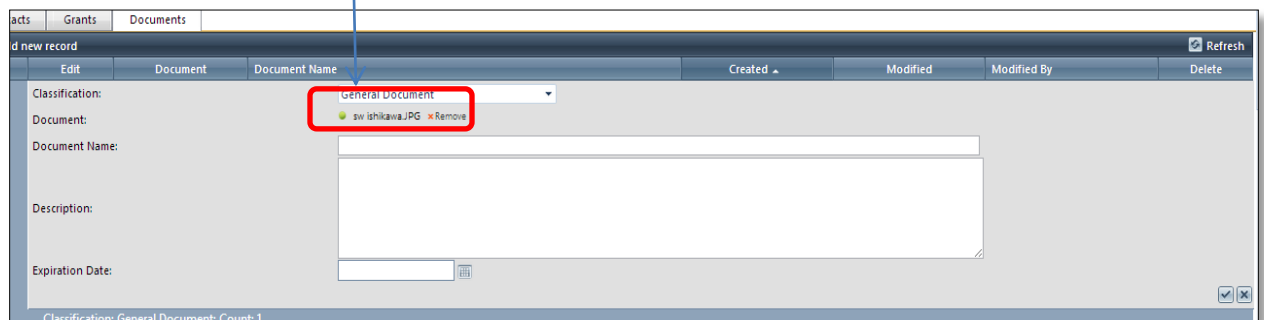 acts Grants Documents
d new record Refresh
Edit Document Document Name Created Modified Modified By Delete
Classification: General Document
Document: sw ishikawa.JPG Remove
Document Name:
Description:
Expiration Date:
Classification: General Document; Count: 1